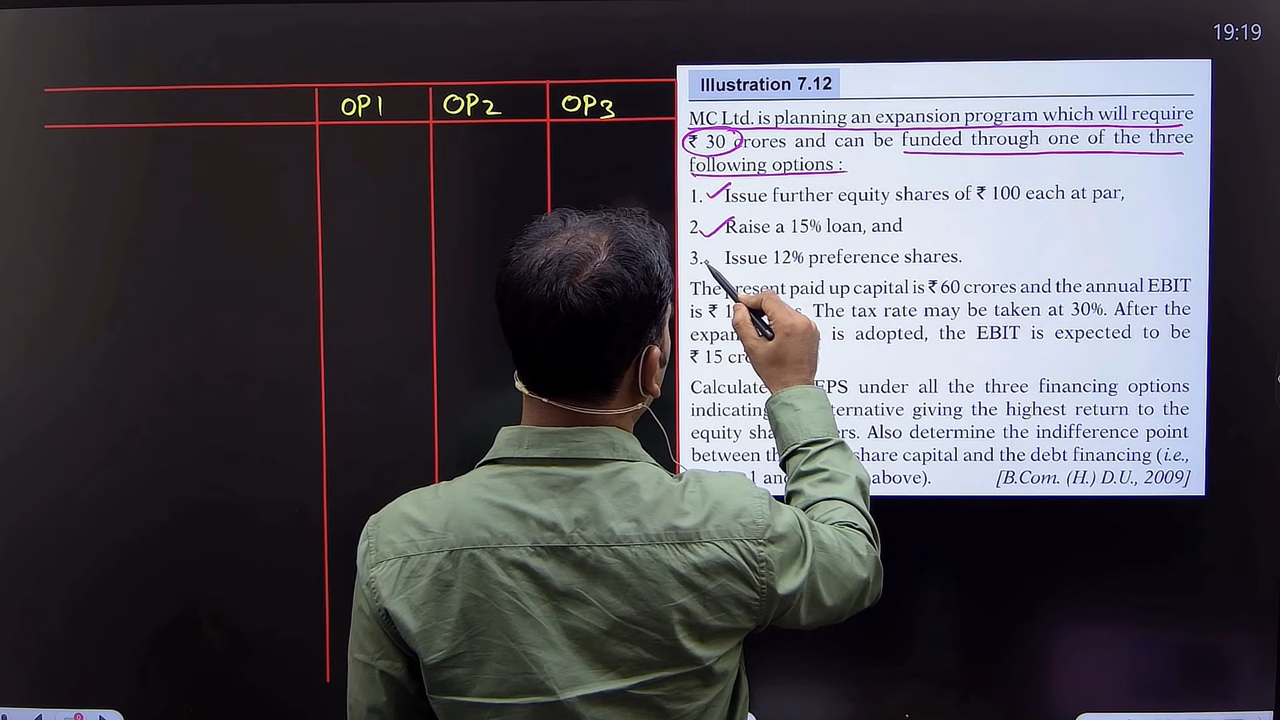 19:19
OP1 OP2 OP3
Illustration 7.12
MC Ltd. is planning an expansion program which will require
₹ 30 crores and can be funded through one of the three
following options :
1. Issue further equity shares of ₹ 100 each at par,
2. Raise a 15% loan, and
3. Issue 12% preference shares.
The present paid up capital is ₹ 60 crores and the annual EBIT
is ₹ The tax rate may be taken at 30%. After the
is adopted, the EBIT is expected to be
₹ 15
Calculate EPS under all the three financing options
indicating giving the highest return to the
equity Also determine the indifference point
between share capital and the debt financing (i.e.,
1 above). [B.Com. (H.) D.U., 2009]